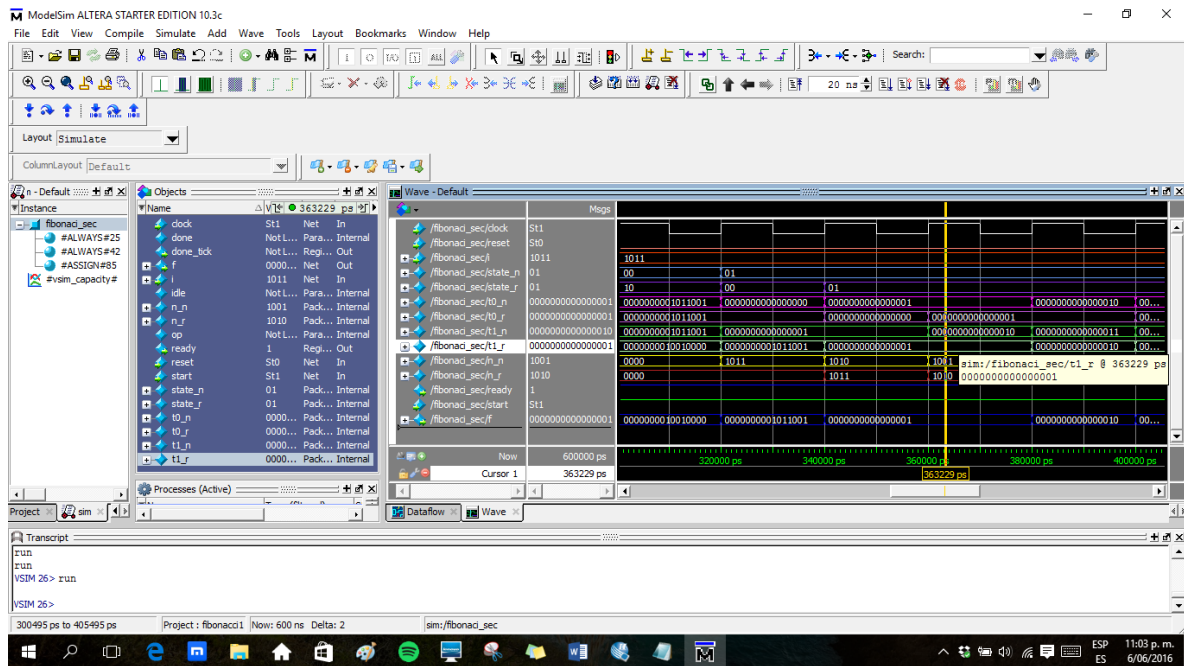 ModelSim ALTERA STARTER EDITION 10.3c
File Edit View Compile Simulate Add Wave Tools Layout Bookmarks Window Help
Search:
20 ns
Layout Simulate
ColumnLayout Default
n - Default
Instance
fibonaci_sec
#ALWAYS#25
#ALWAYS#42
#ASSIGN#85
#vsim_capacity#
Objects
Name 363229 ps
clock St1 Net In
done Not L... Para... Internal
done_tick Not L... Regi... Out
f 0000... Net Out
i 1011 Net In
idle Not L... Para... Internal
n_n 1001 Pack... Internal
n_r 1010 Pack... Internal
op Not L... Para... Internal
ready 1 Regi... Out
reset St0 Net In
start St1 Net In
state_n 01 Pack... Internal
state_r 01 Pack... Internal
t0_n 0000... Pack... Internal
t0_r 0000... Pack... Internal
t1_n 0000... Pack... Internal
t1_r 0000... Pack... Internal
Processes (Active)
Project sim
Wave - Default
Msgs
/fibonaci_sec/clock St1
/fibonaci_sec/reset St0
/fibonaci_sec/i 1011 1011
/fibonaci_sec/state_n 01 00 01
/fibonaci_sec/state_r 01 10 00 01
/fibonaci_sec/t0_n 0000000000000001 0000000001011001 0000000000000000 0000000000000001 0000000000000010 00...
/fibonaci_sec/t0_r 0000000000000001 0000000001011001 0000000000000000 0000000000000001 00...
/fibonaci_sec/t1_n 0000000000000010 0000000001011001 0000000000000001 0000000000000010 0000000000000011 00...
/fibonaci_sec/t1_r 0000000000000001 0000000010010000 0000000001011001 0000000000000001 0000000000000010 00...
/fibonaci_sec/n_n 1001 0000 1011 1010 1001
/fibonaci_sec/n_r 1010 0000 1011 1010
sim:/fibonaci_sec/t1_r @ 363229 ps
0000000000000001
/fibonaci_sec/ready 1
/fibonaci_sec/start St1
/fibonaci_sec/f 0000000000000001 0000000010010000 0000000001011001 0000000000000001 0000000000000010 00...
Now 600000 ps 320000 ps 340000 ps 360000 ps 380000 ps 400000 ps
Cursor 1 363229 ps 363229 ps
Dataflow Wave
Transcript
run
run
VSIM 26> run
VSIM 26>
300495 ps to 405495 ps Project : fibonacci1 Now: 600 ns Delta: 2 sim:/fibonaci_sec
ESP
ES
11:03 p. m.
6/06/2016